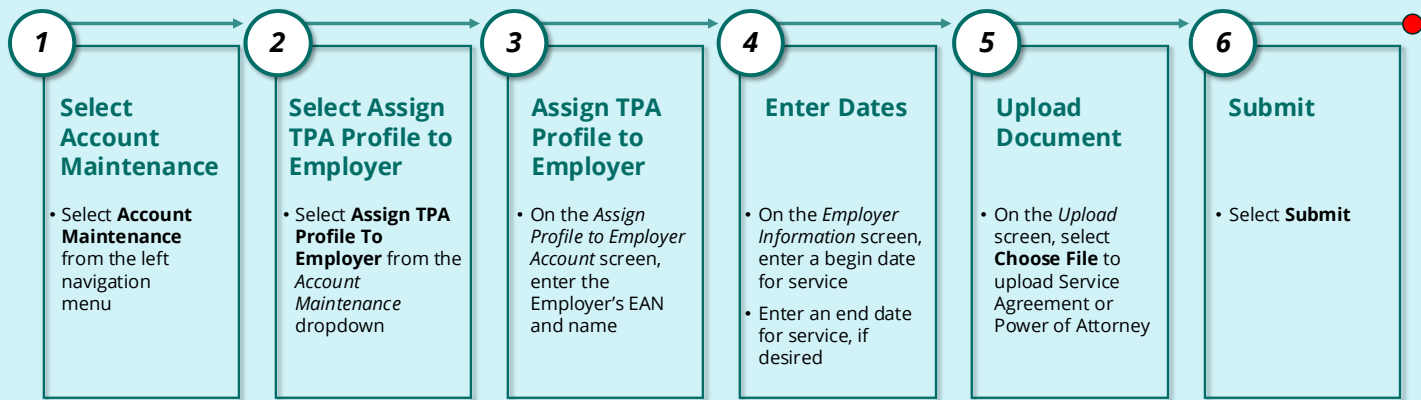 1
Select
Account
Maintenance
• Select Account
Maintenance
from the left
navigation
menu
2
Select Assign
TPA Profile to
Employer
• Select Assign TPA
Profile To
Employer from the
Account
Maintenance
dropdown
3
Assign TPA
Profile to
Employer
• On the Assign
Profile to Employer
Account screen,
enter the
Employer’s EAN
and name
4
Enter Dates
• On the Employer
Information screen,
enter a begin date
for service
• Enter an end date
for service, if
desired
5
Upload
Document
• On the Upload
screen, select
Choose File to
upload Service
Agreement or
Power of Attorney
6
Submit
• Select Submit